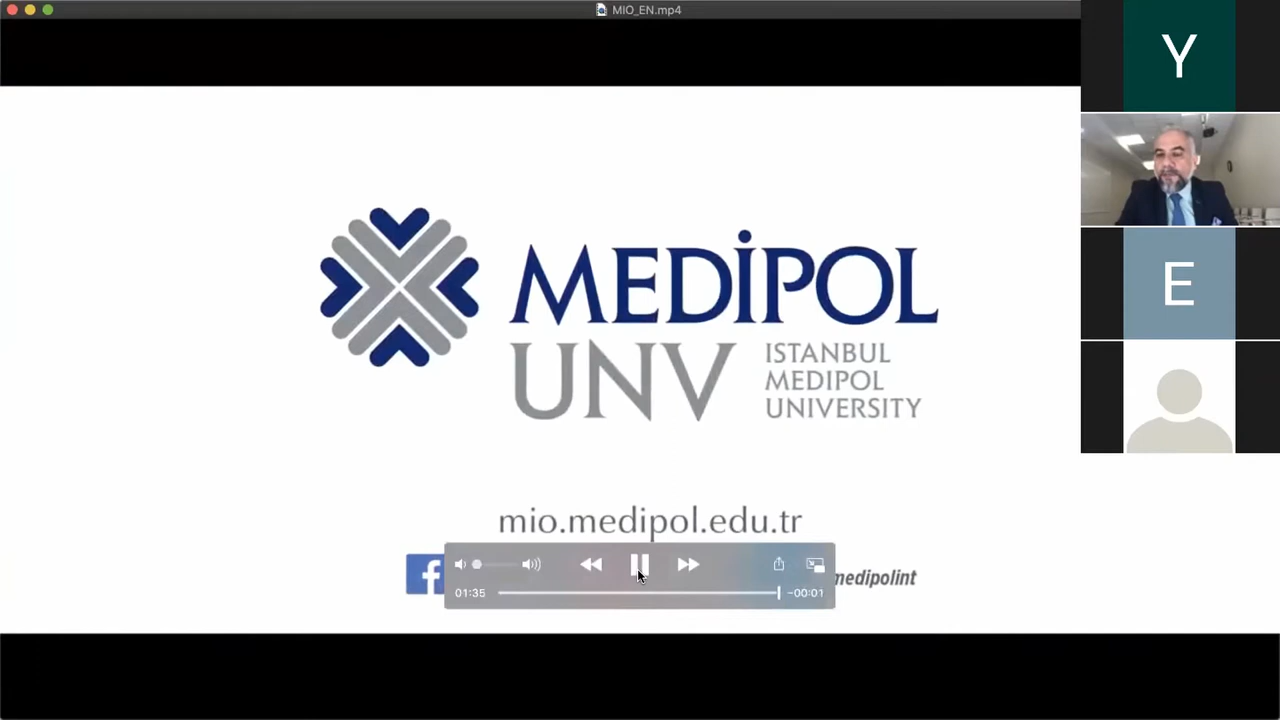 MIO_EN.mp4
Y
MEDİPOL
UNV
ISTANBUL
MEDIPOL
UNIVERSITY
E
mio.medipol.edu.tr
f
medipolint
01:35
-00:01